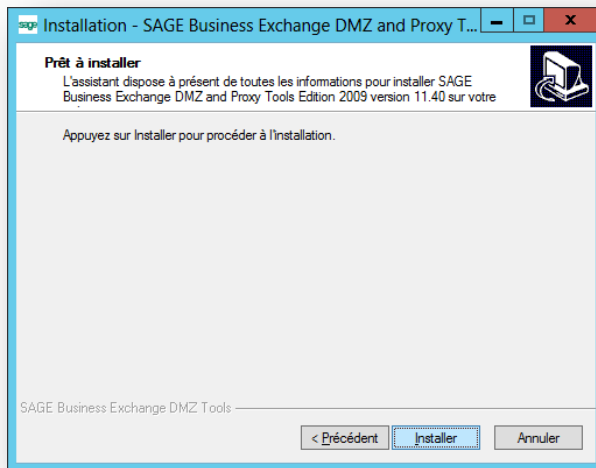 sage Installation - SAGE Business Exchange DMZ and Proxy T...
Prêt à installer
L'assistant dispose à présent de toutes les informations pour installer SAGE
Business Exchange DMZ and Proxy Tools Edition 2009 version 11.40 sur votre
Appuyez sur Installer pour procéder à l'installation.
SAGE Business Exchange DMZ Tools
< Précédent Installer Annuler